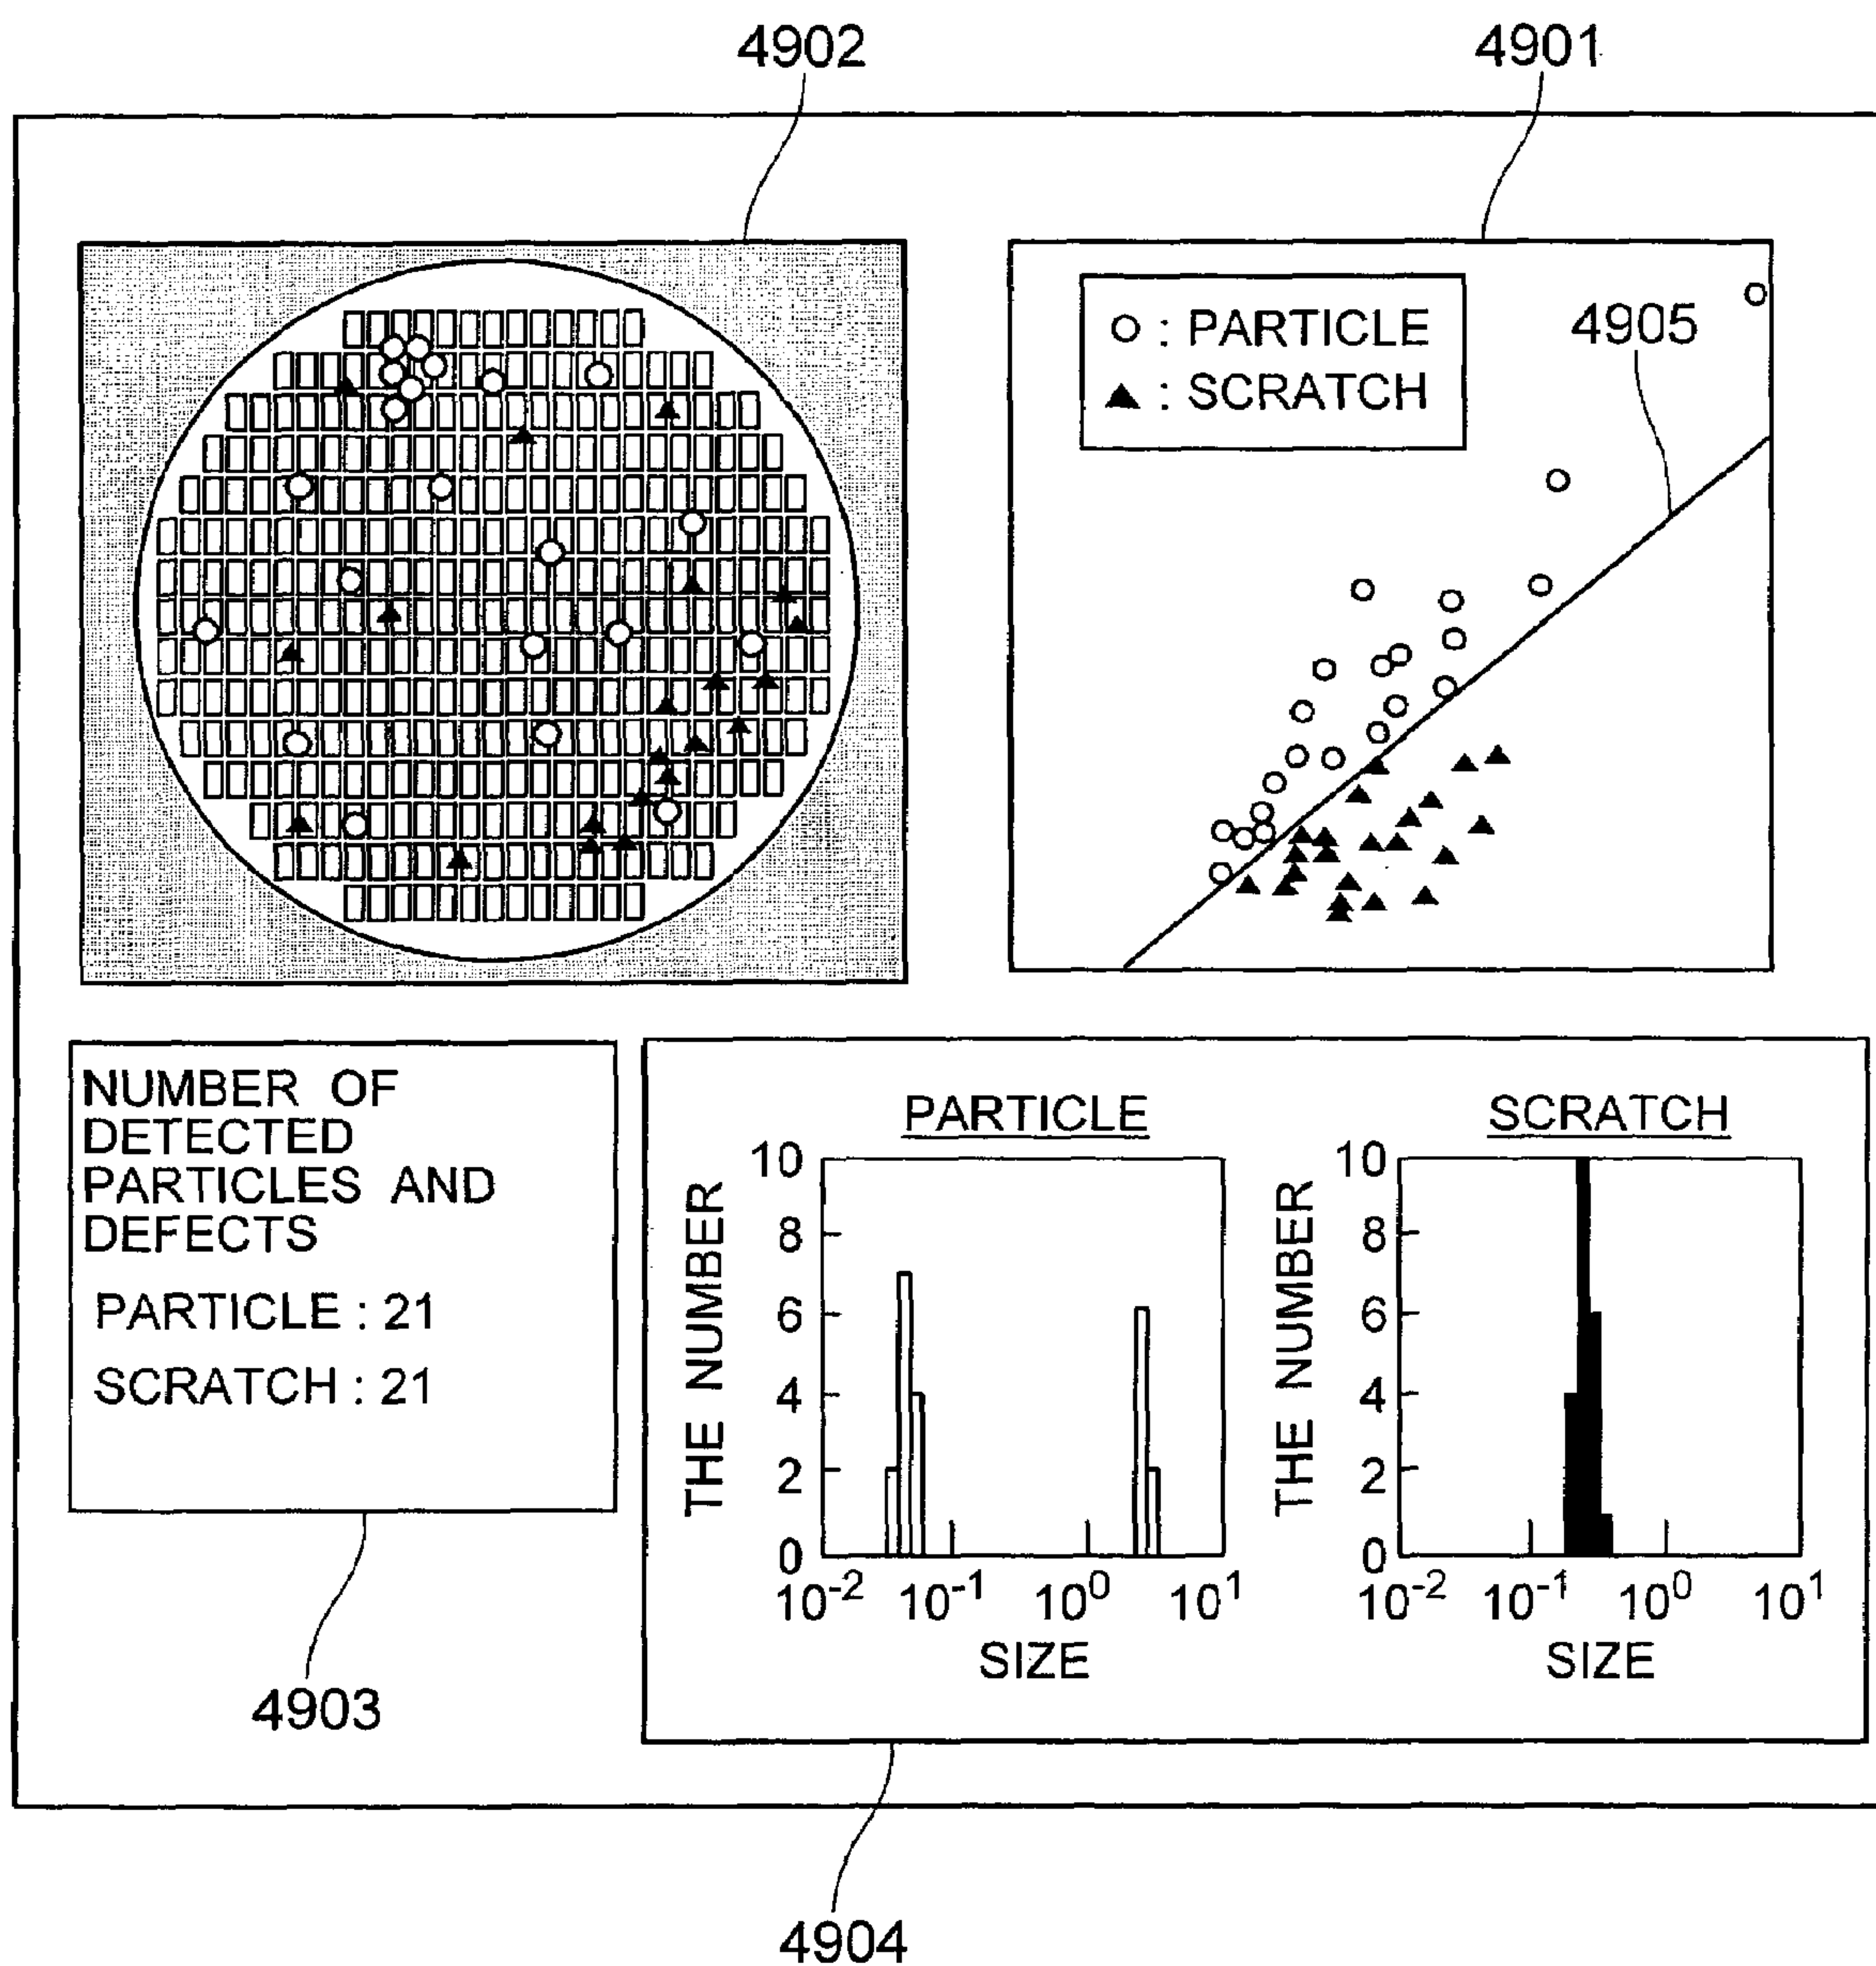 4902
4901
○ : PARTICLE
▲ : SCRATCH
4905
NUMBER OF
DETECTED
PARTICLES AND
DEFECTS
PARTICLE : 21
SCRATCH : 21
4903
PARTICLE
THE NUMBER
10
8
6
4
2
0
10⁻² 10⁻¹ 10⁰ 10¹
SIZE
SCRATCH
THE NUMBER
10
8
6
4
2
0
10⁻² 10⁻¹ 10⁰ 10¹
SIZE
4904